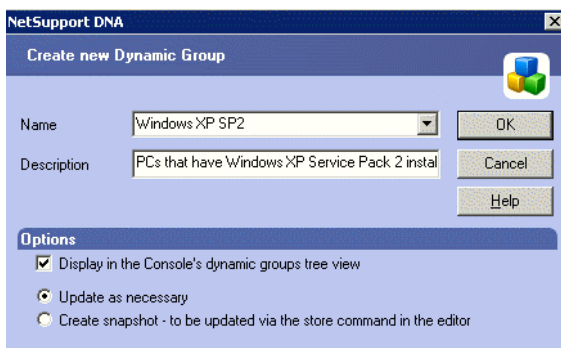 NetSupport DNA
Create new Dynamic Group
Name
Windows XP SP2
OK
Description
PCs that have Windows XP Service Pack 2 instal
Cancel
Help
Options
Display in the Console's dynamic groups tree view
Update as necessary
Create snapshot - to be updated via the store command in the editor